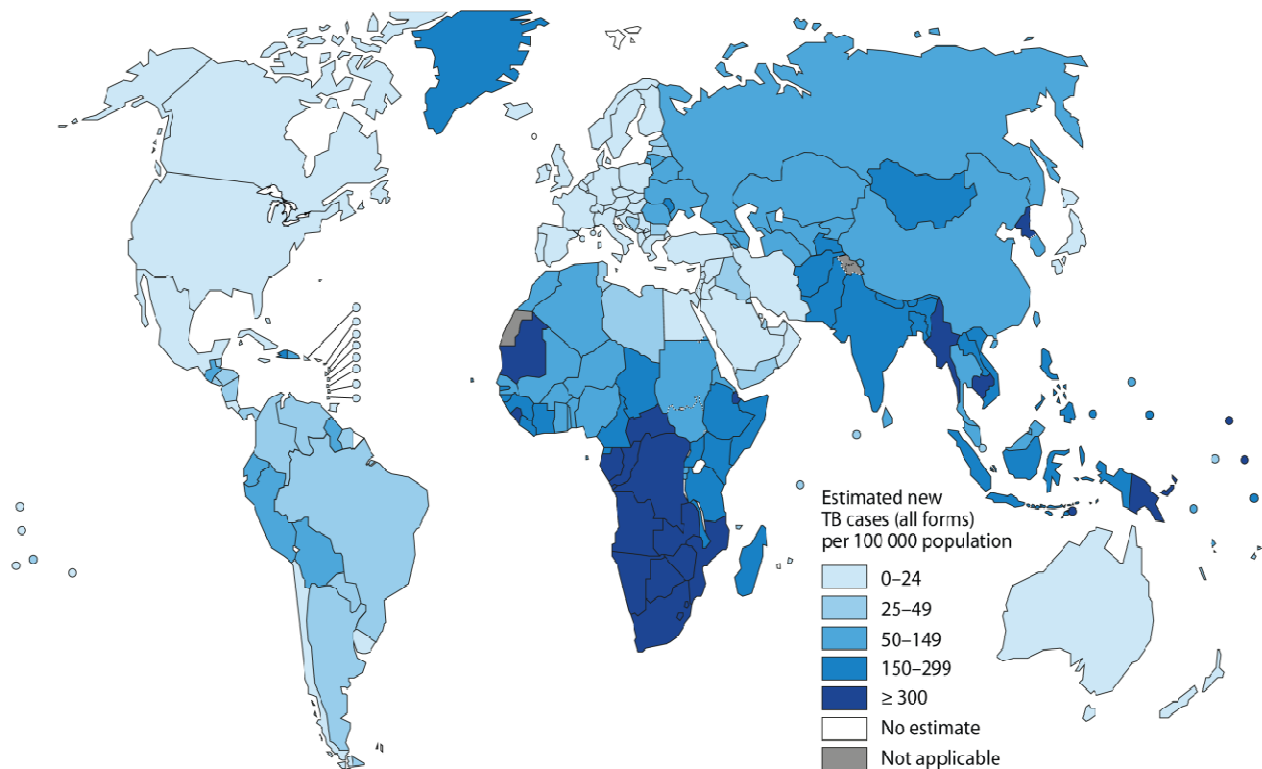 Estimated new
TB cases (all forms)
per 100 000 population
0–24
25–49
50–149
150–299
≥ 300
No estimate
Not applicable